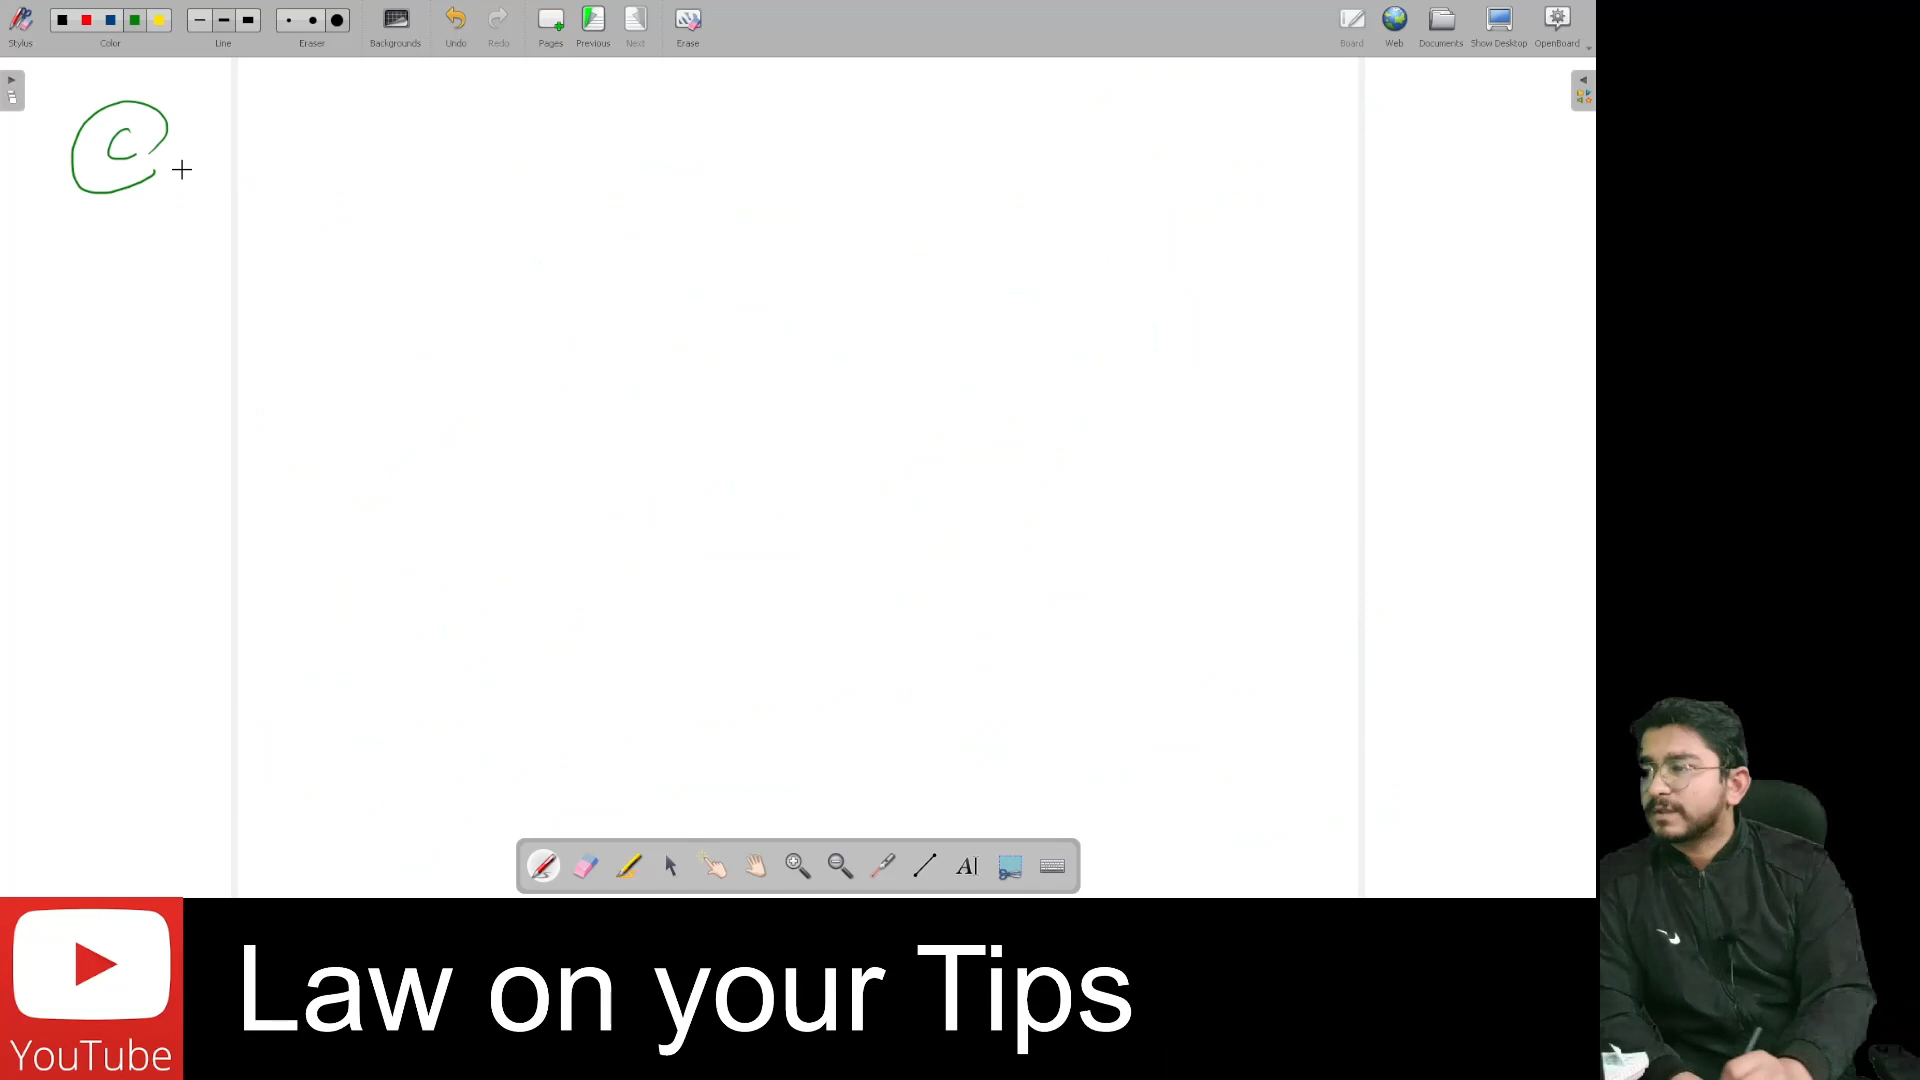 Stylus
Color
Line
Eraser
Backgrounds
Undo
Redo
Pages
Previous
Next
Erase
Board
Web
Documents
Show Desktop
OpenBoard
C
A
YouTube
Law on your Tips